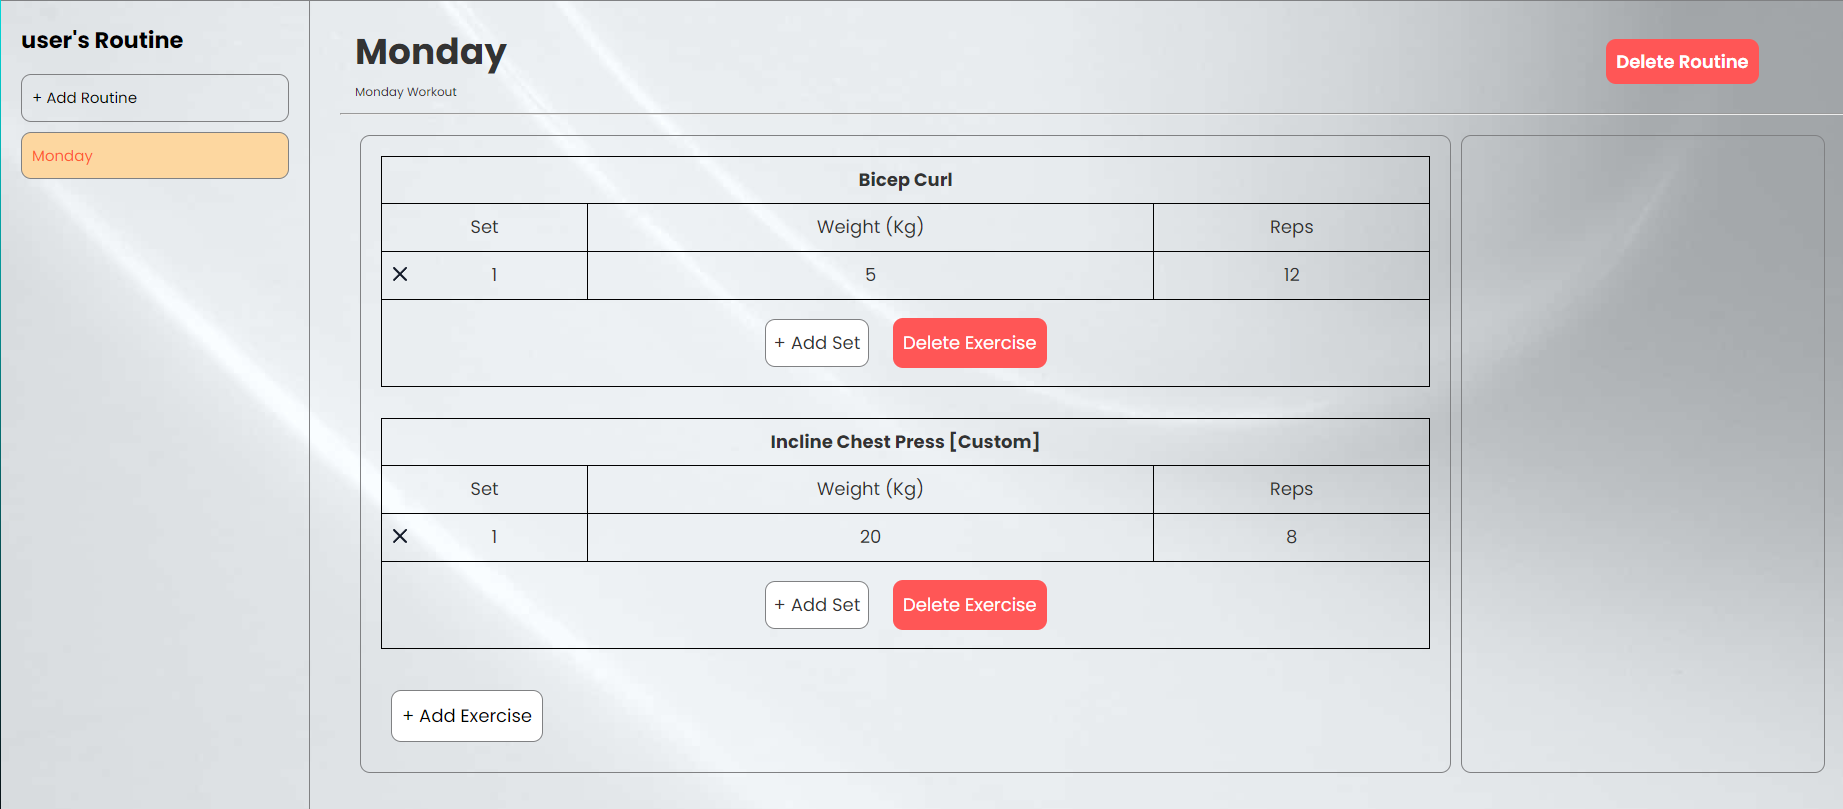 user's Routine
+ Add Routine
Monday
Monday
Monday Workout
Delete Routine
Bicep Curl
Set Weight (Kg) Reps
1 5 12
+ Add Set Delete Exercise
Incline Chest Press [Custom]
Set Weight (Kg) Reps
1 20 8
+ Add Set Delete Exercise
+ Add Exercise